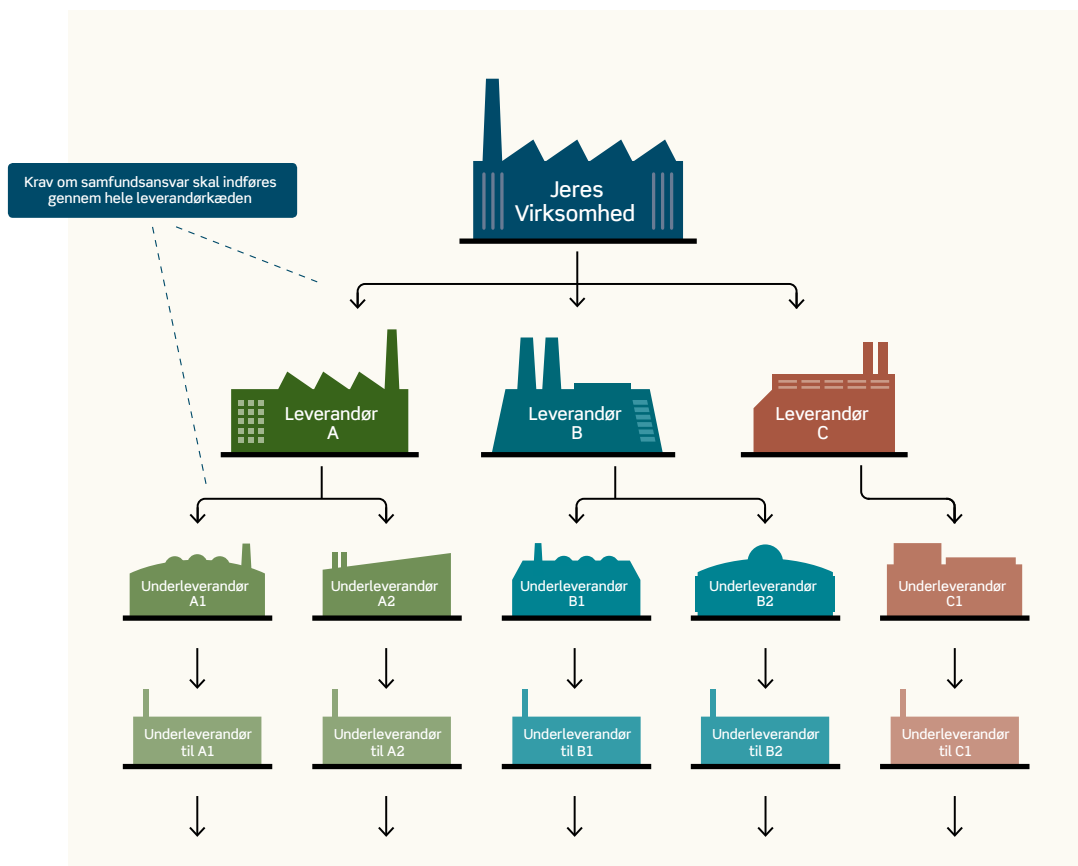 Krav om samfundsansvar skal indføres
gennem hele leverandørkæden
Jeres
Virksomhed
Leverandør
A
Leverandør
B
Leverandør
C
Underleverandør
A1
Underleverandør
A2
Underleverandør
B1
Underleverandør
B2
Underleverandør
C1
Underleverandør
til A1
Underleverandør
til A2
Underleverandør
til B1
Underleverandør
til B2
Underleverandør
til C1